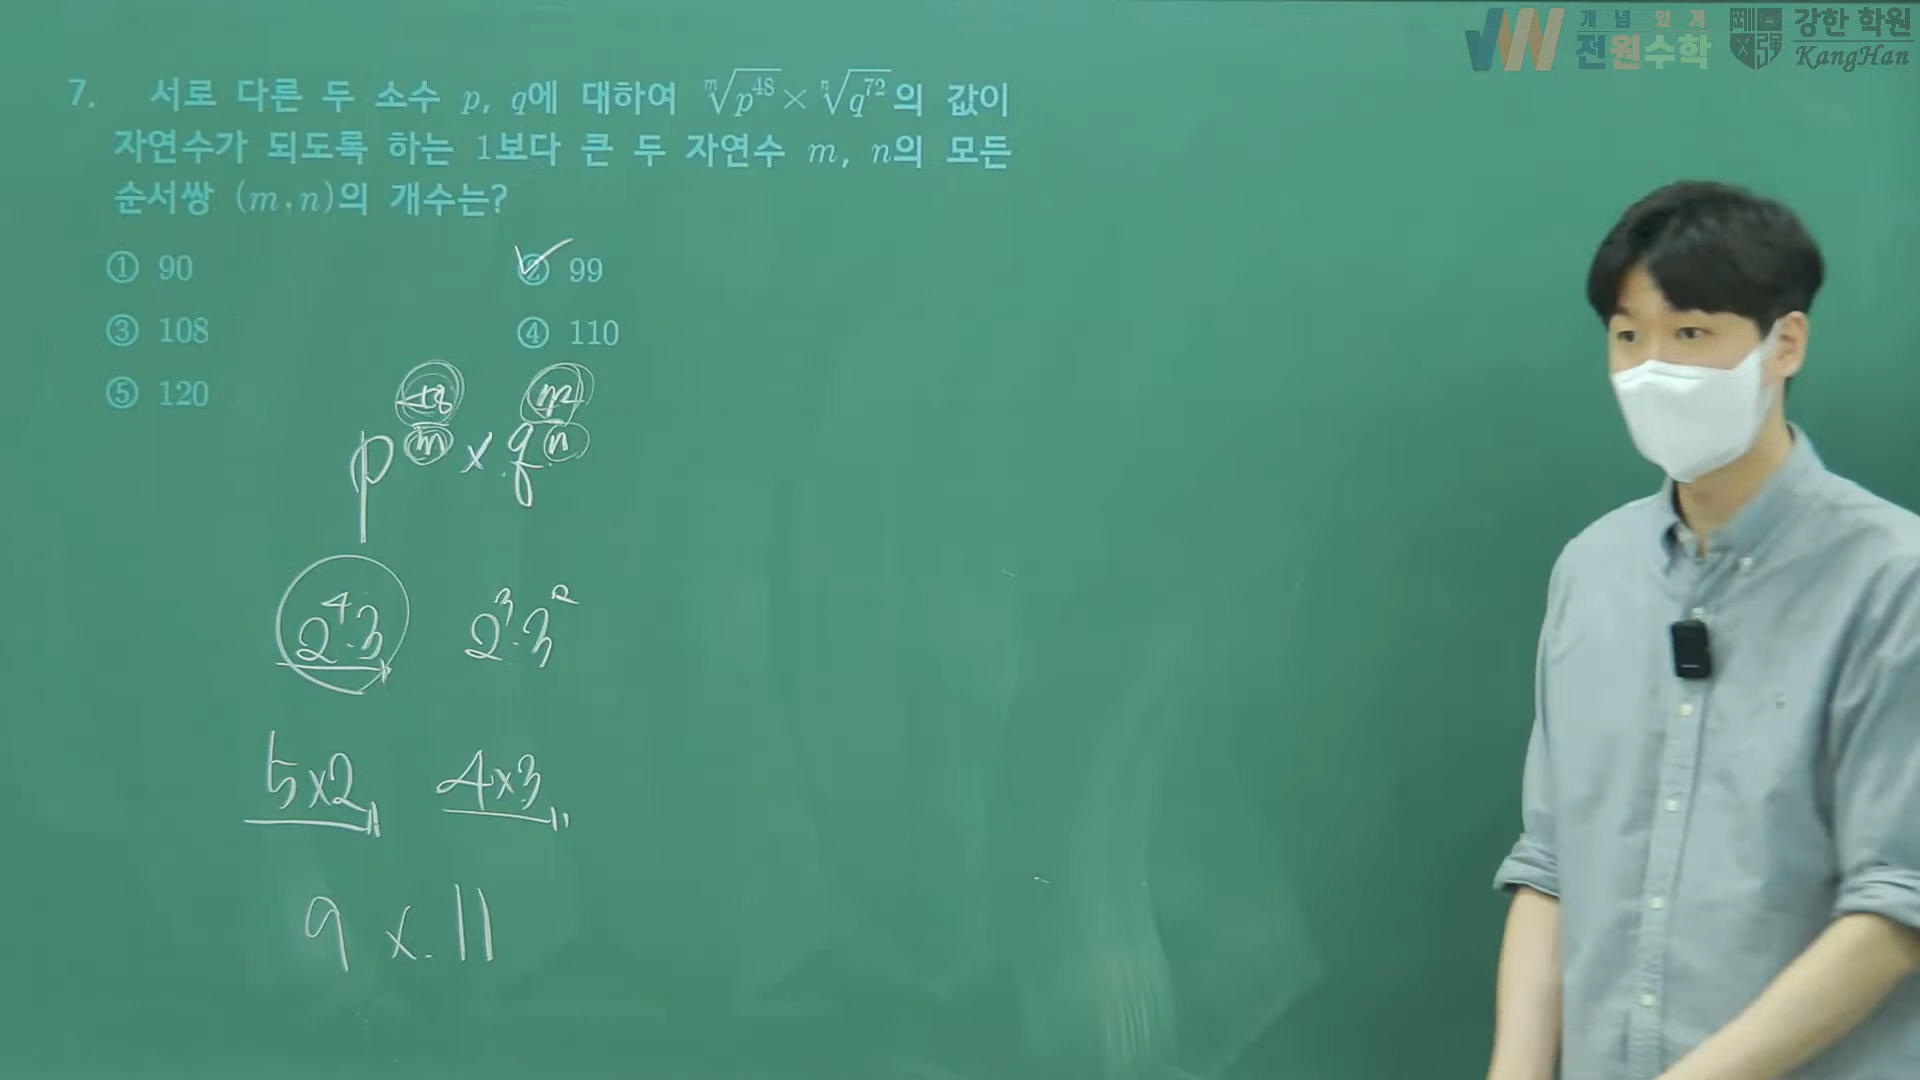 개념있게
전원수학
강한 학원
KangHan
7. 서로 다른 두 소수 p, q에 대하여 ᵐ√p⁴⁸ × ⁿ√q⁷²의 값이
자연수가 되도록 하는 1보다 큰 두 자연수 m, n의 모든
순서쌍 (m, n)의 개수는?
① 90 ② 99
③ 108 ④ 110
⑤ 120
p^(48/m) × q^(72/n)
2⁴·3 2³·3²
5×2 4×3
9 × 11